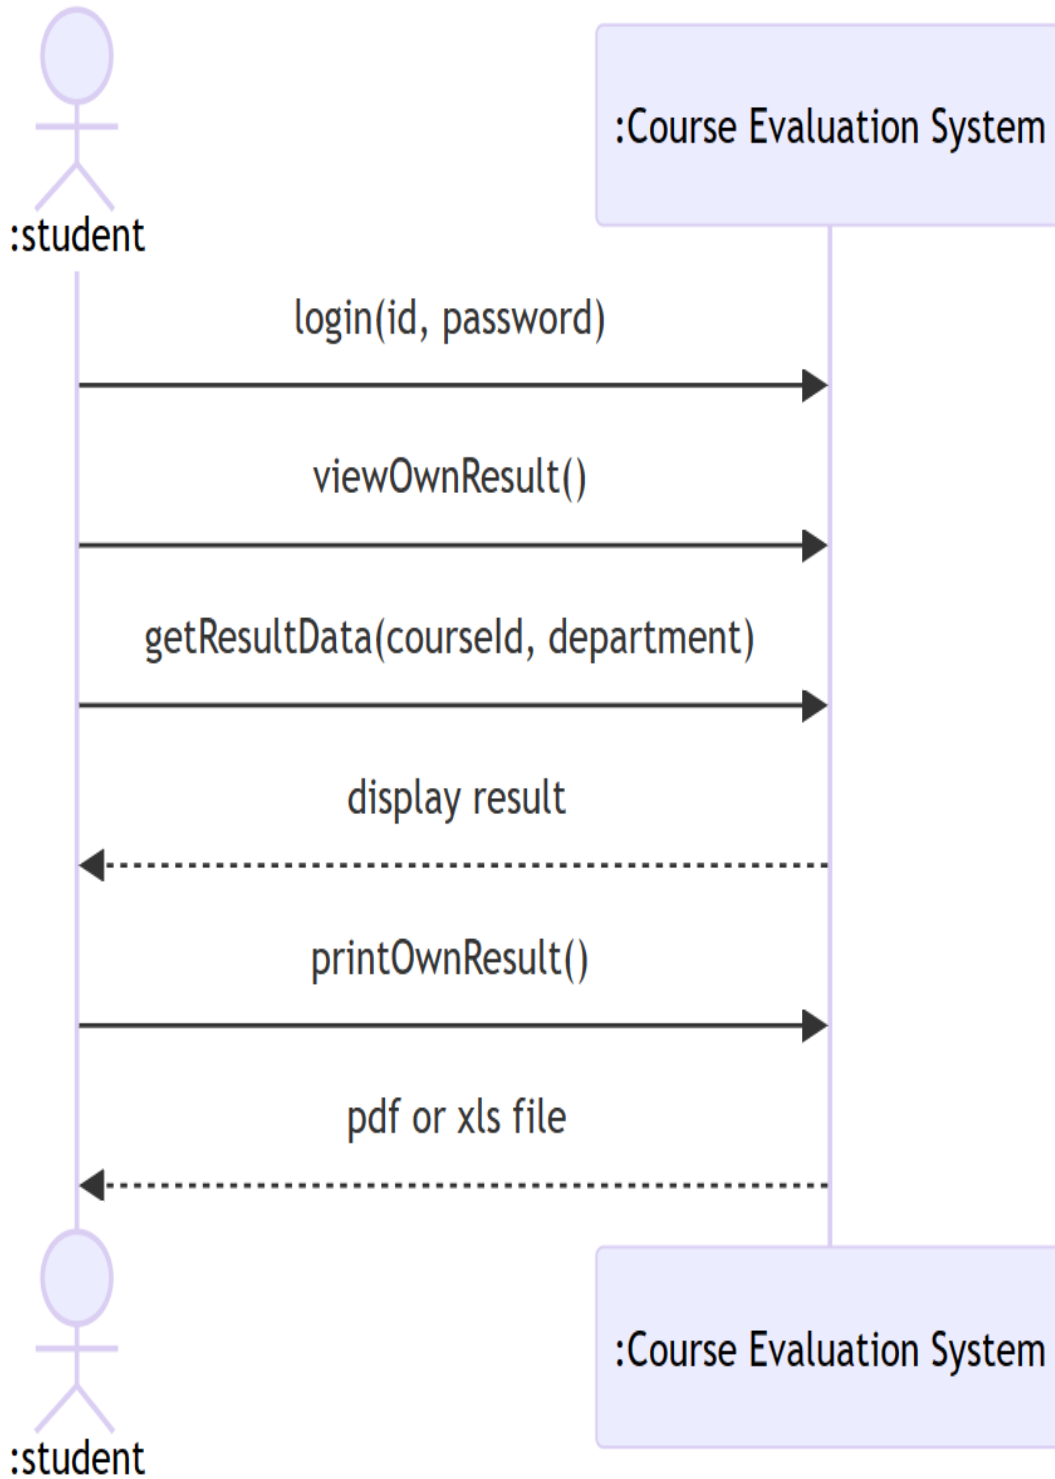 :Course Evaluation System
:student
login(id, password)
viewOwnResult()
getResultData(courseId, department)
display result
printOwnResult()
pdf or xls file
:Course Evaluation System
:student